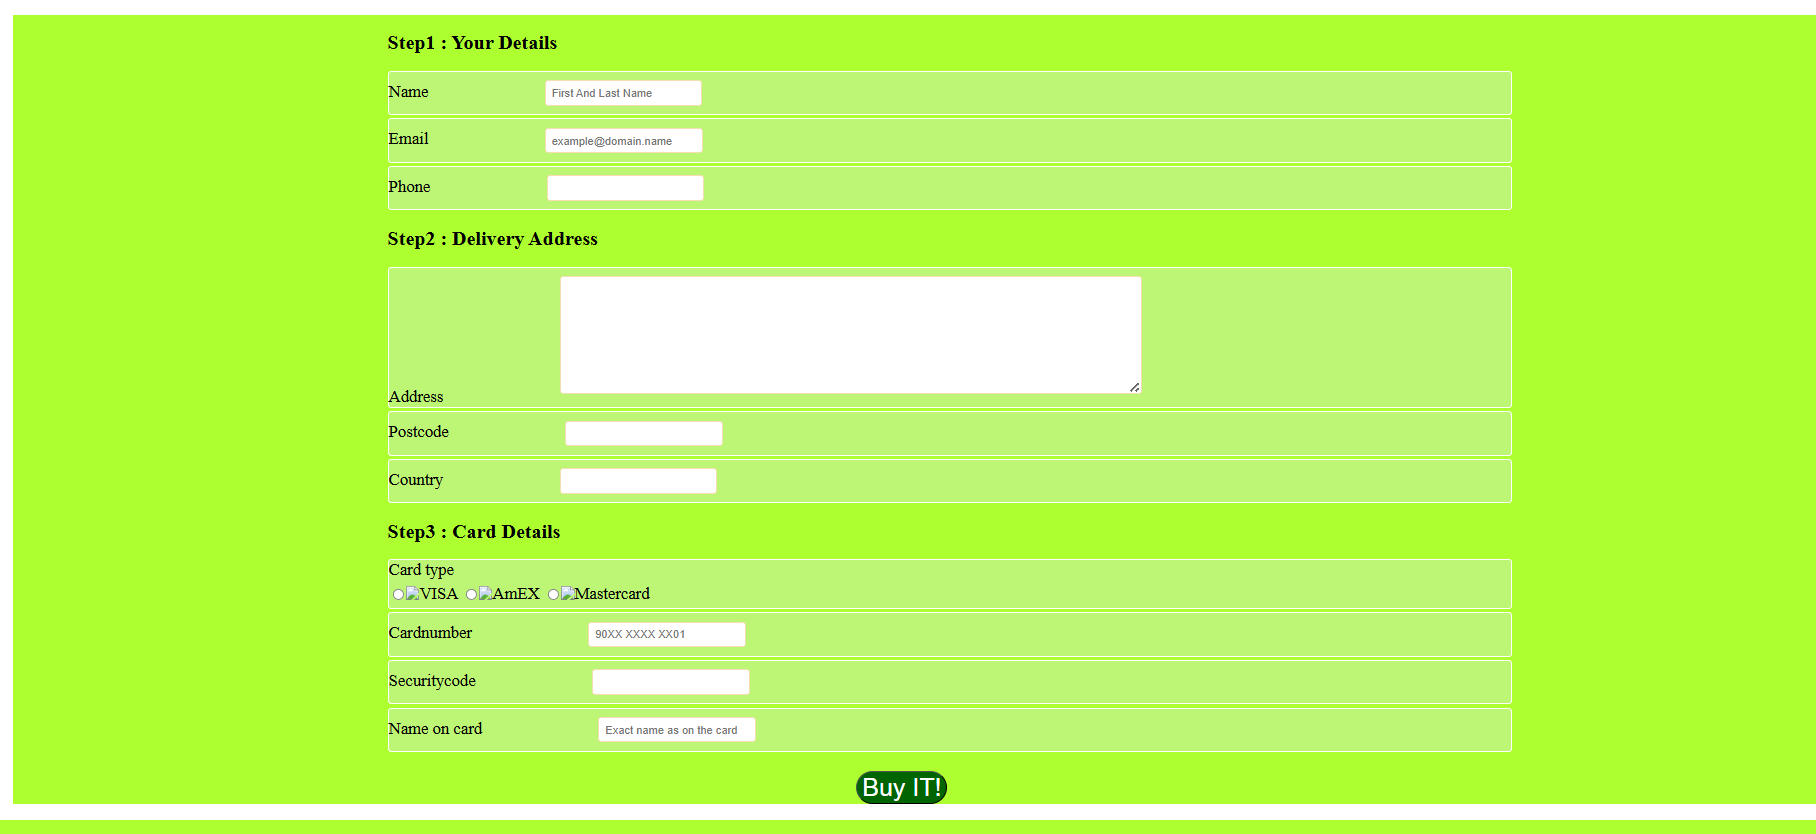 Step1 : Your Details
Name First And Last Name
Email example@domain.name
Phone
Step2 : Delivery Address
Address
Postcode
Country
Step3 : Card Details
Card type
VISA AmEX Mastercard
Cardnumber 90XX XXXX XX01
Securitycode
Name on card Exact name as on the card
Buy IT!